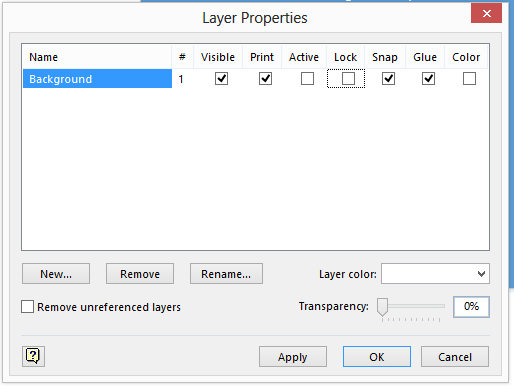 Layer Properties
Name # Visible Print Active Lock Snap Glue Color
Background 1
New... Remove Rename... Layer color:
Remove unreferenced layers Transparency: 0%
? Apply OK Cancel